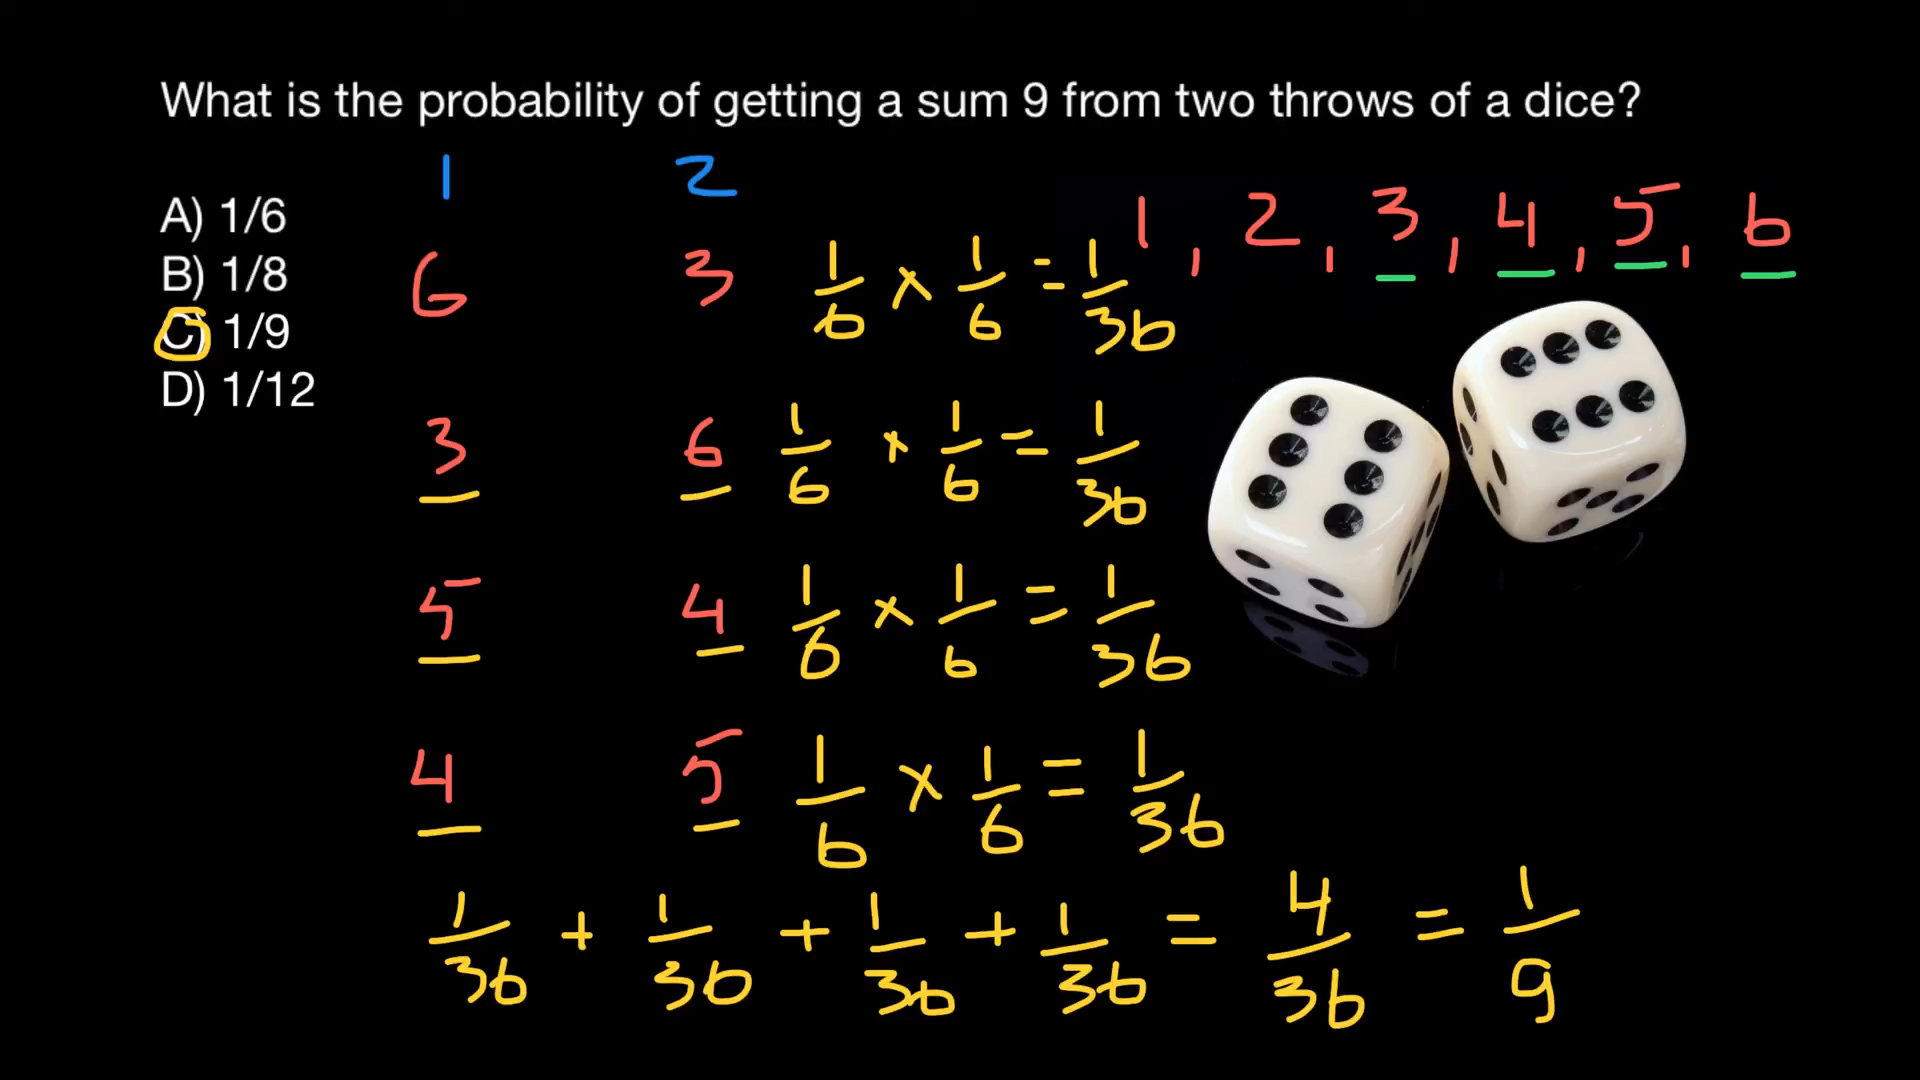 What is the probability of getting a sum 9 from two throws of a dice?
1 2
A) 1/6
B) 1/8
C) 1/9
D) 1/12
1, 2, 3, 4, 5, 6
6 3 1/6 × 1/6 = 1/36
3 6 1/6 × 1/6 = 1/36
5 4 1/6 × 1/6 = 1/36
4 5 1/6 × 1/6 = 1/36
1/36 + 1/36 + 1/36 + 1/36 = 4/36 = 1/9